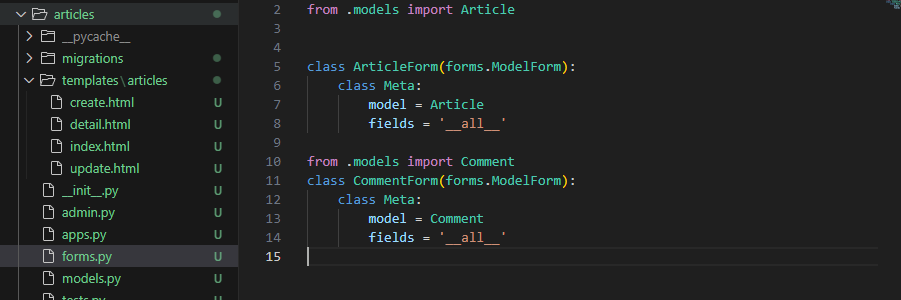 articles
__pycache__
migrations
templates\articles
create.html U
detail.html U
index.html U
update.html U
__init__.py U
admin.py U
apps.py U
forms.py U
models.py U
tests.py
2 from .models import Article
3
4
5 class ArticleForm(forms.ModelForm):
6 class Meta:
7 model = Article
8 fields = '__all__'
9
10 from .models import Comment
11 class CommentForm(forms.ModelForm):
12 class Meta:
13 model = Comment
14 fields = '__all__'
15